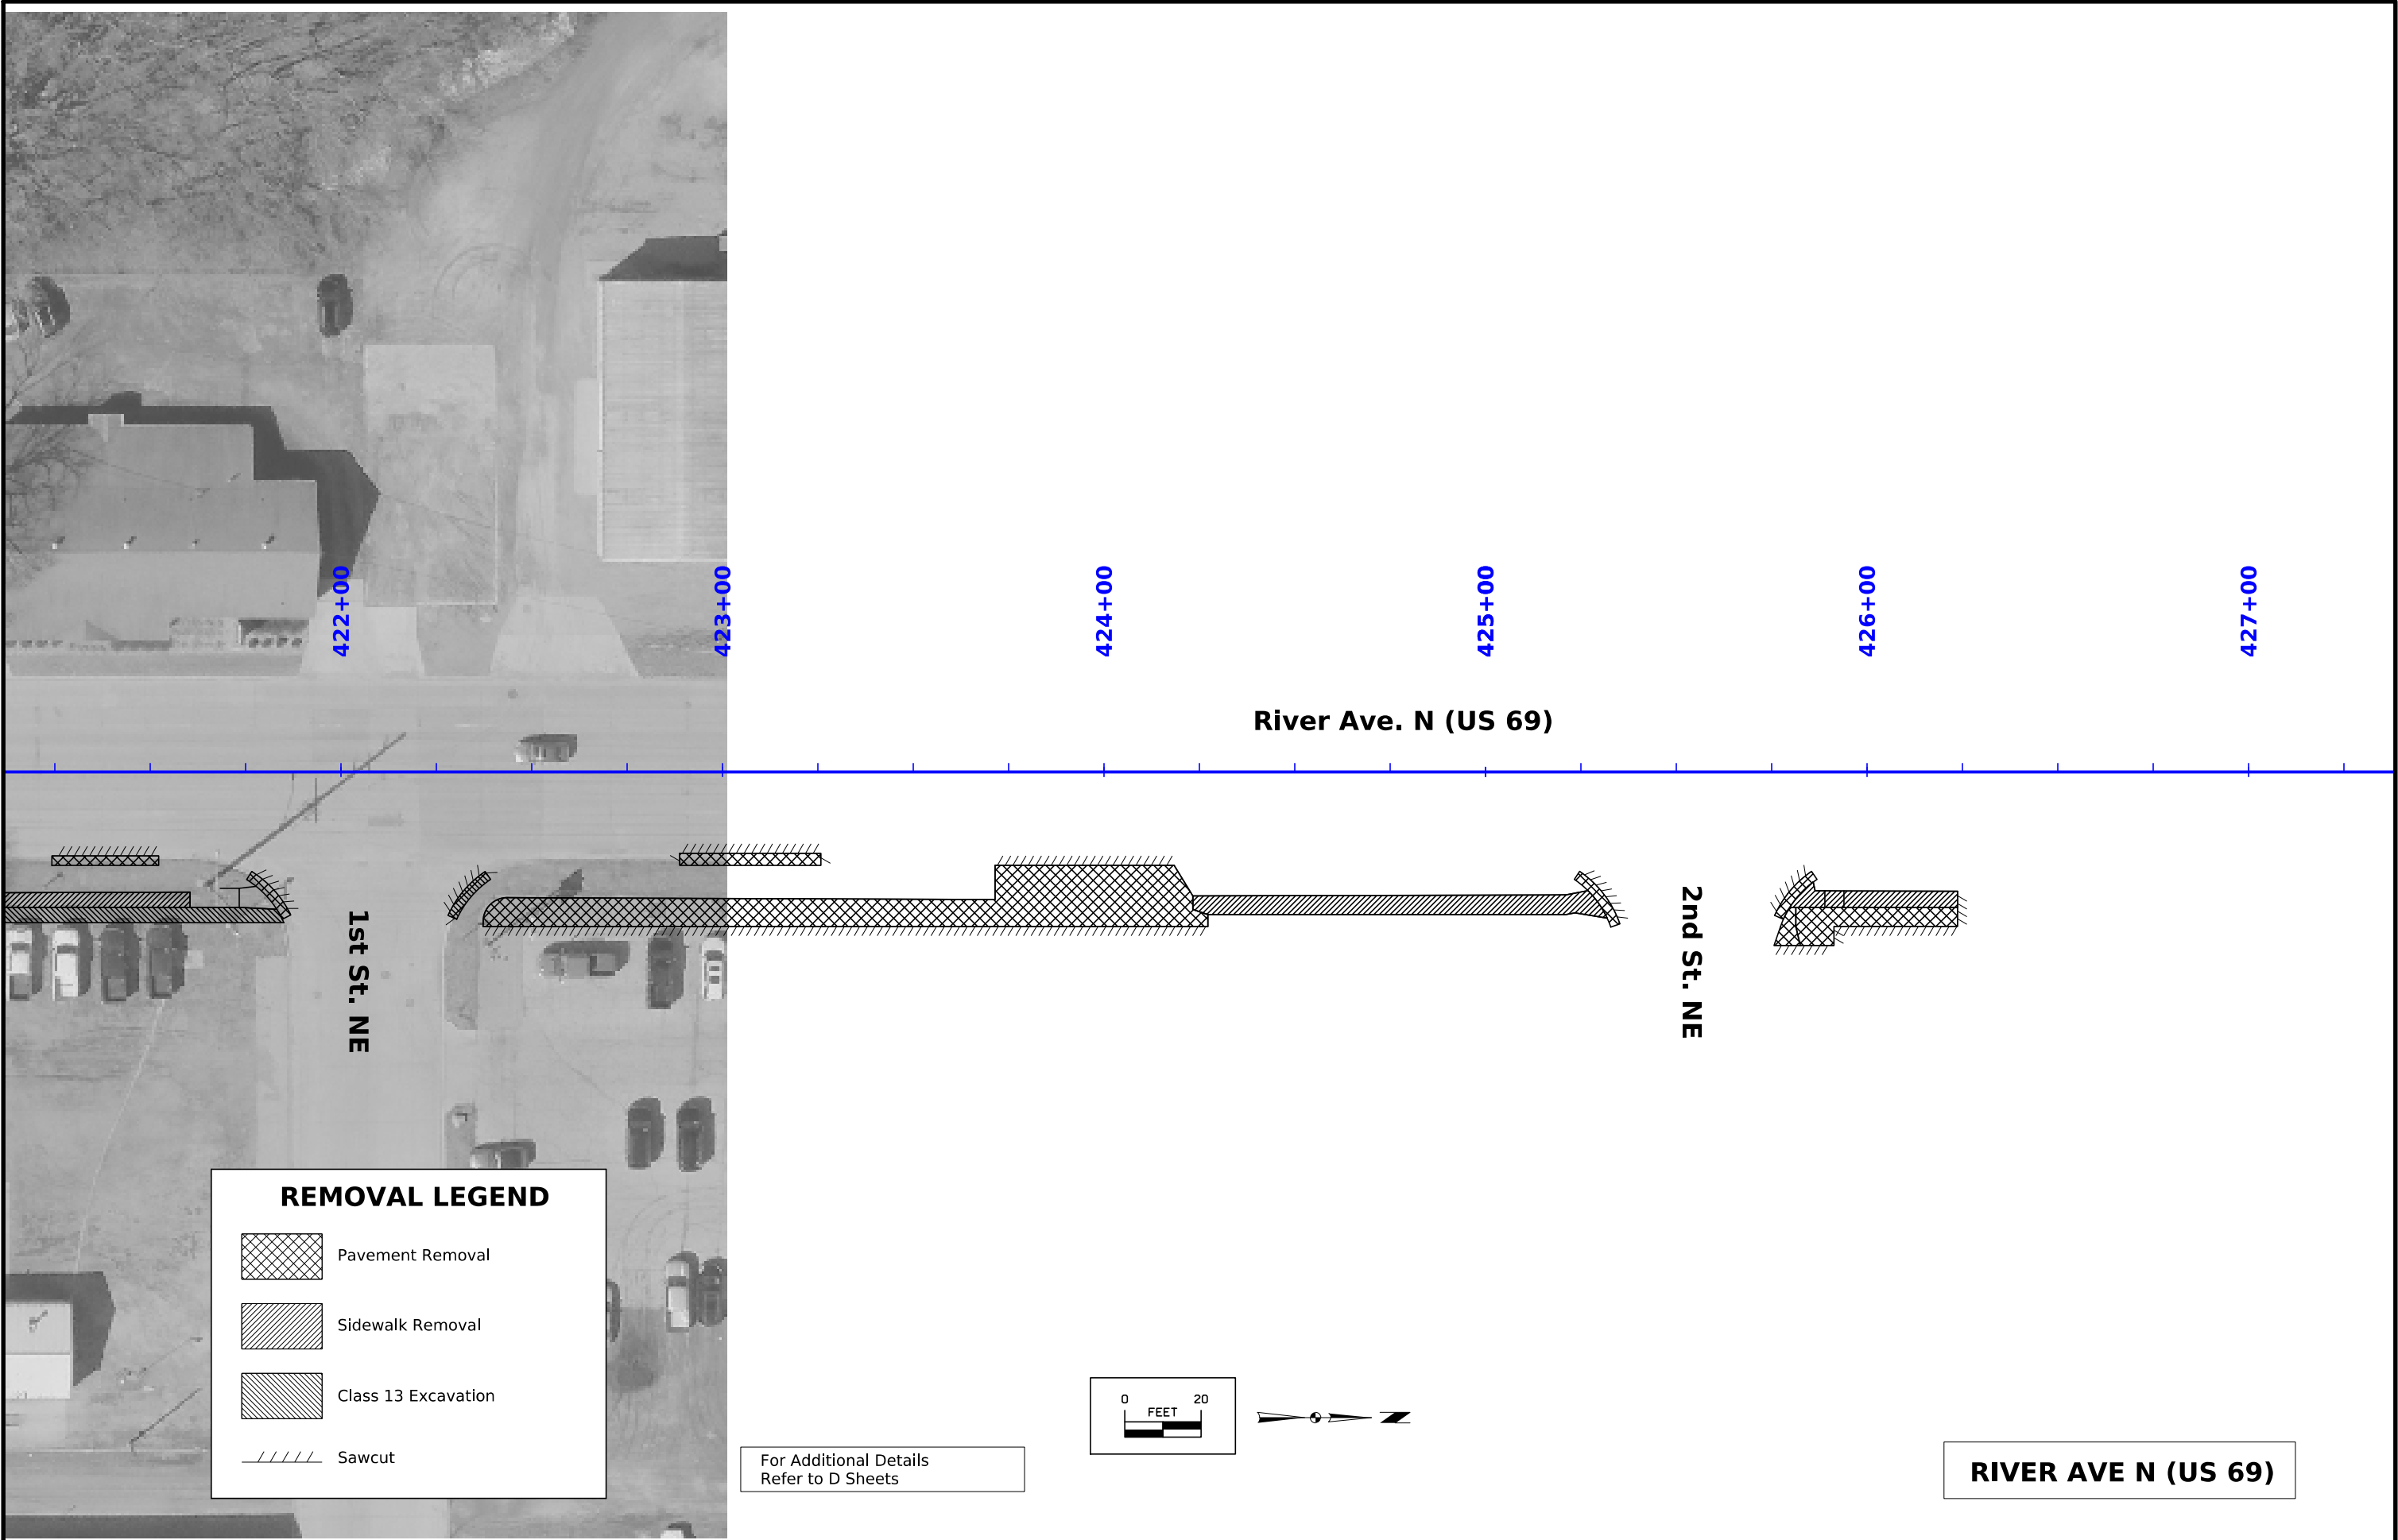 422+00
423+00
424+00
425+00
426+00
427+00
River Ave. N (US 69)
1st St. NE
2nd St. NE
REMOVAL LEGEND
Pavement Removal
Sidewalk Removal
Class 13 Excavation
Sawcut
0 20
FEET
For Additional Details
Refer to D Sheets
RIVER AVE N (US 69)